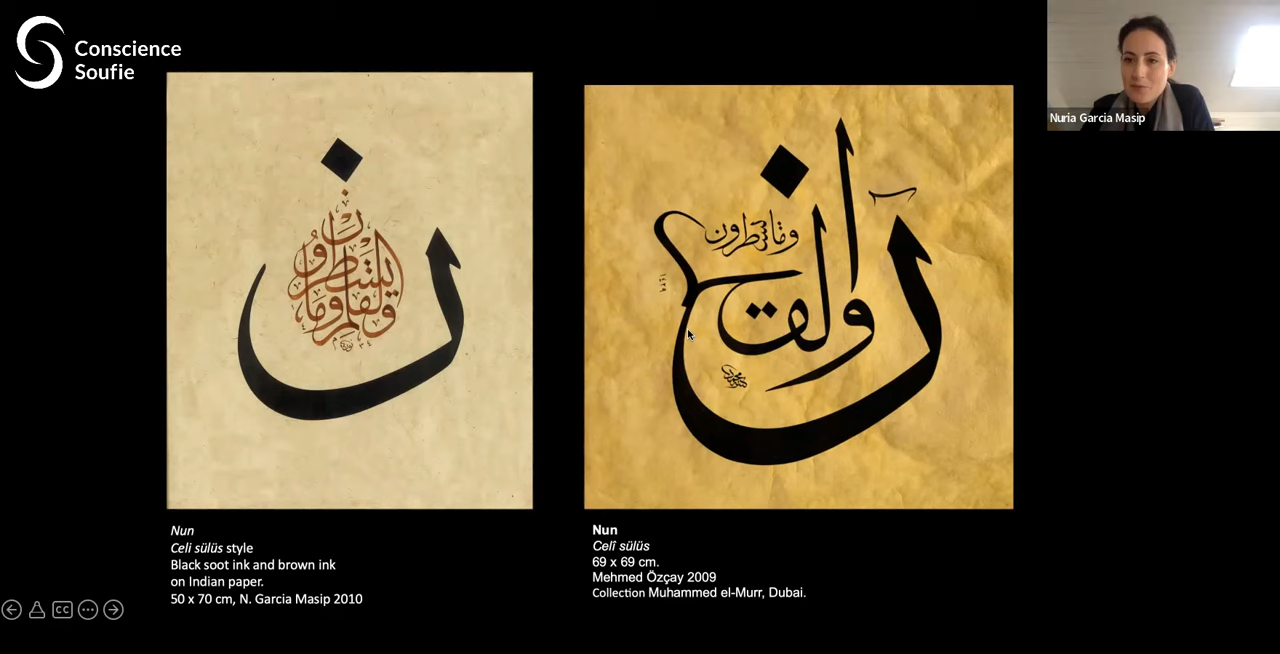 Conscience
Soufie
Nuria Garcia Masip
ن
والقلم وما يسطرون
ن والقلم
وما يسطرون
Nun
Celi sülüs style
Black soot ink and brown ink
on Indian paper.
50 x 70 cm, N. Garcia Masip 2010
Nun
Celî sülüs
69 x 69 cm.
Mehmed Özçay 2009
Collection Muhammed el-Murr, Dubai.
CC